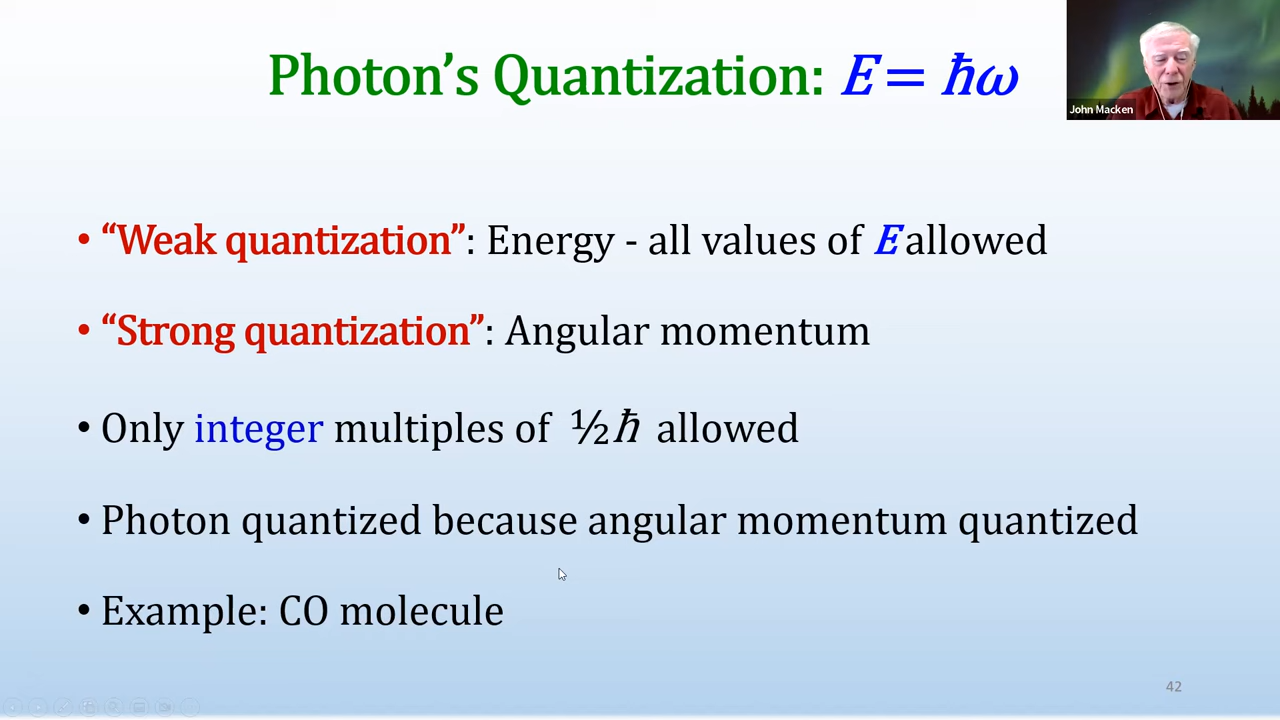 Photon’s Quantization: E = ℏω
John Macken
• “Weak quantization”: Energy - all values of E allowed
• “Strong quantization”: Angular momentum
• Only integer multiples of ½ℏ allowed
• Photon quantized because angular momentum quantized
• Example: CO molecule
42